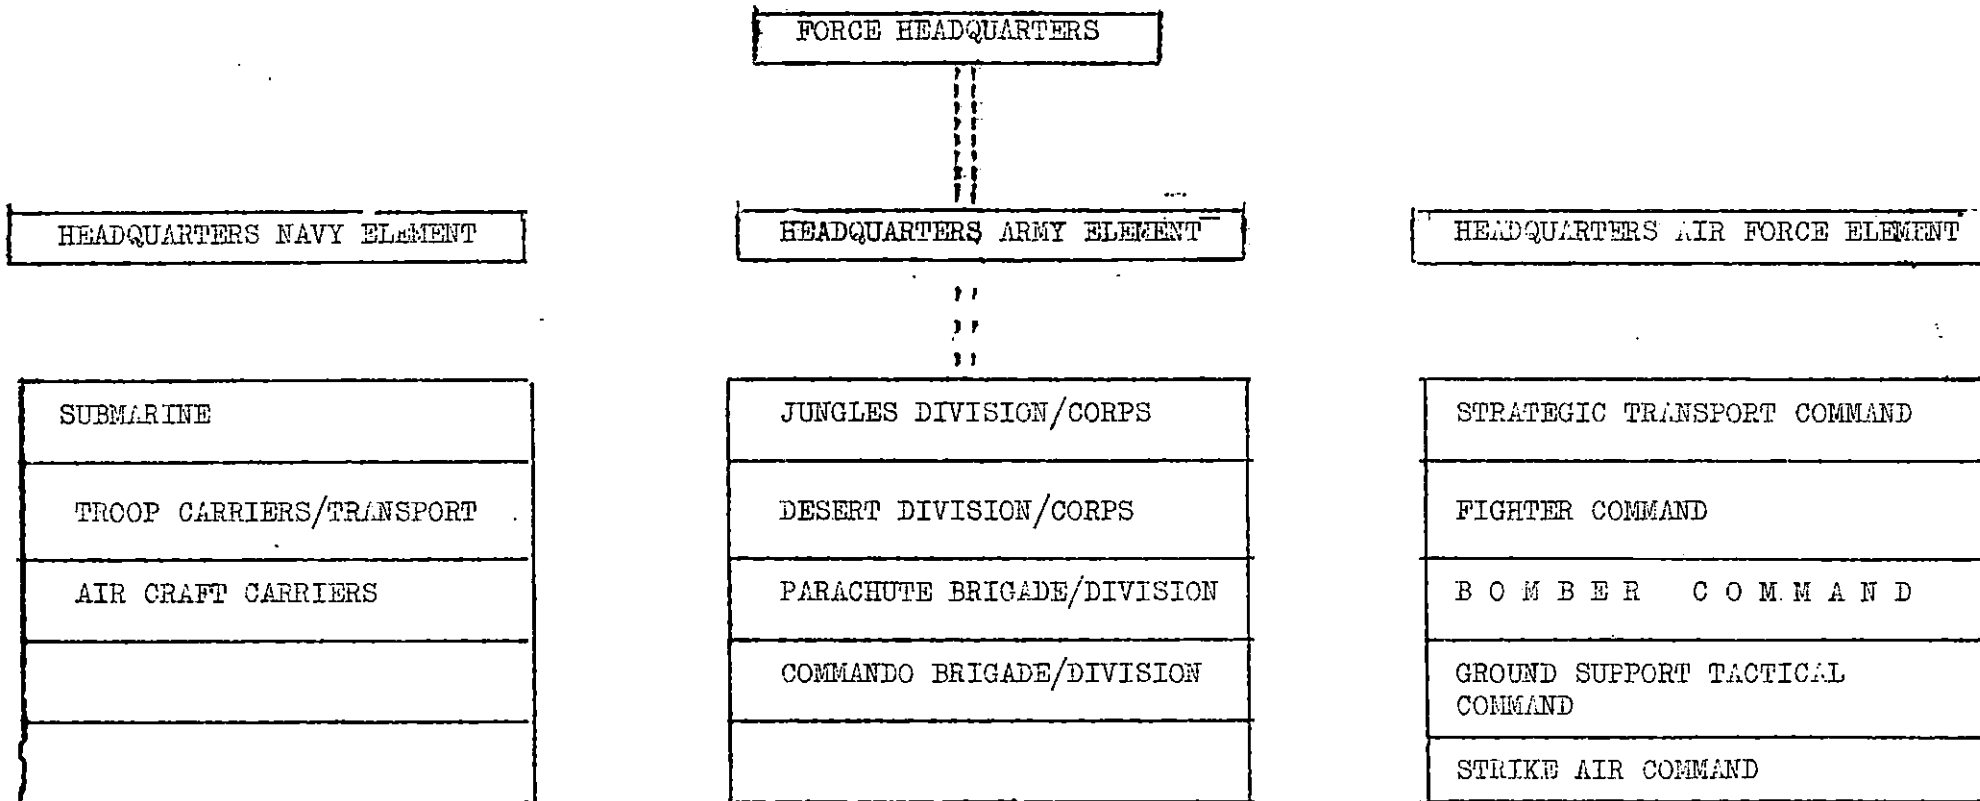 FORCE HEADQUARTERS
HEADQUARTERS NAVY ELEMENT
HEADQUARTERS ARMY ELEMENT
HEADQUARTERS AIR FORCE ELEMENT
SUBMARINE
TROOP CARRIERS/TRANSPORT
AIR CRAFT CARRIERS
JUNGLES DIVISION/CORPS
DESERT DIVISION/CORPS
PARACHUTE BRIGADE/DIVISION
COMMANDO BRIGADE/DIVISION
STRATEGIC TRANSPORT COMMAND
FIGHTER COMMAND
B O M B E R C O M M A N D
GROUND SUPPORT TACTICAL
COMMAND
STRIKE AIR COMMAND